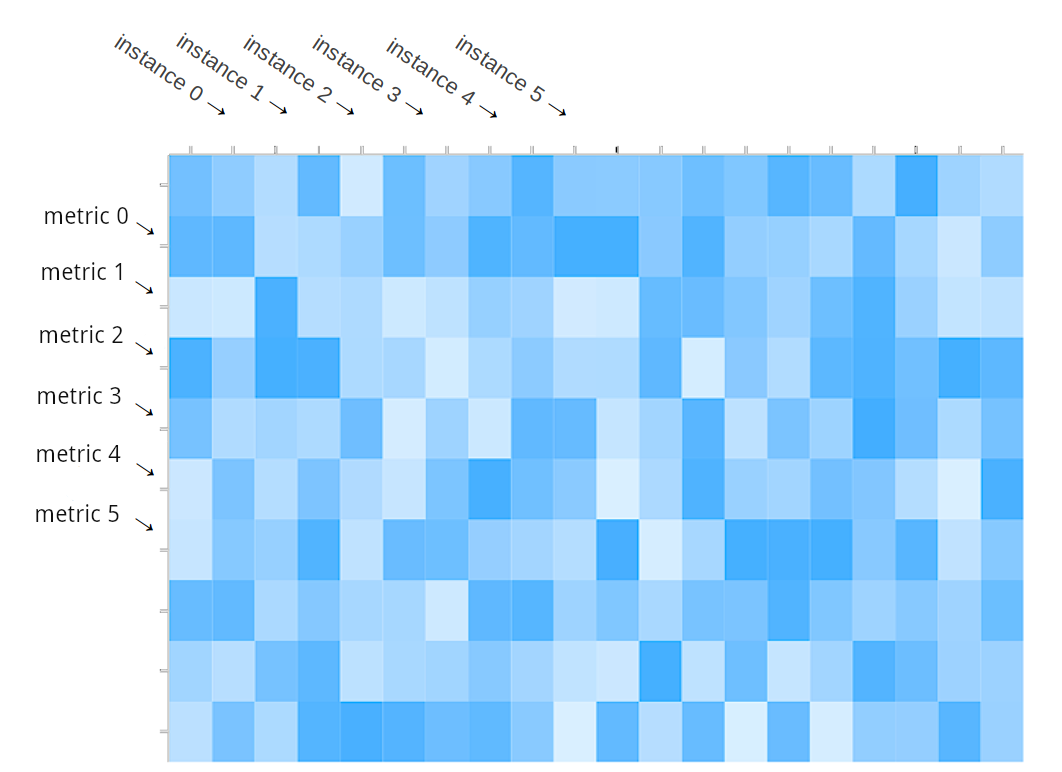 instance 0
instance 1
instance 2
instance 3
instance 4
instance 5
metric 0
metric 1
metric 2
metric 3
metric 4
metric 5